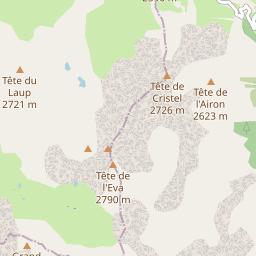 Tête du
Laup
2721 m
Tête de
Cristel
2726 m
Tête de
l'Airon
2623 m
Tête de
l'Eva
2790 m
Grand